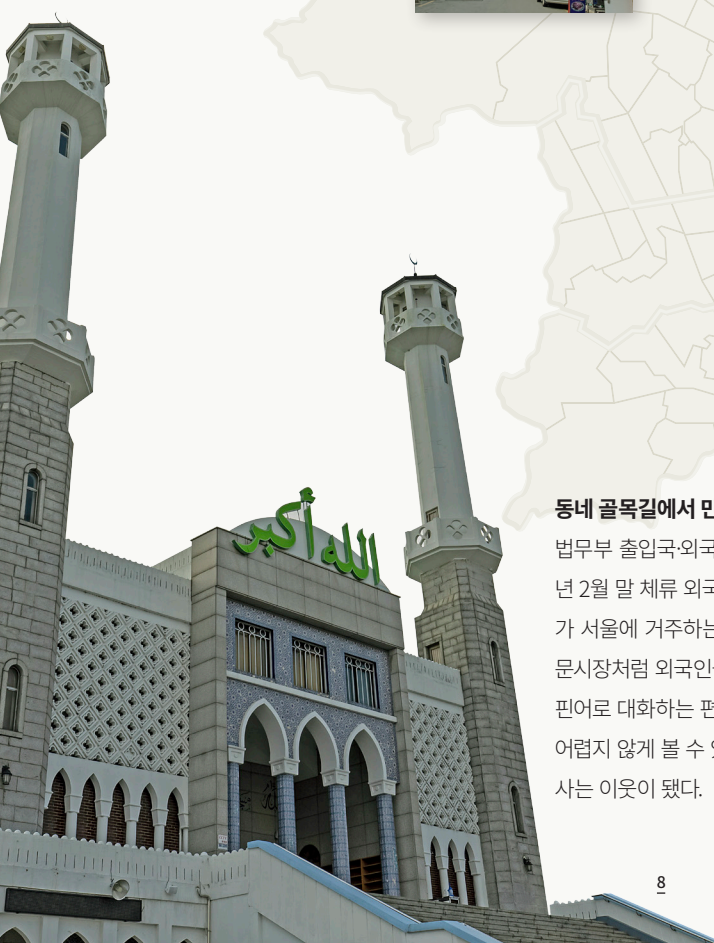 الله أكبر
동네 골목길에서
법무부 출입국·외국
년 2월 말 체류 외국
가 서울에 거주하는
문시장처럼 외국인
핀어로 대화하는
어렵지 않게 볼 수
사는 이웃이 됐다.
8